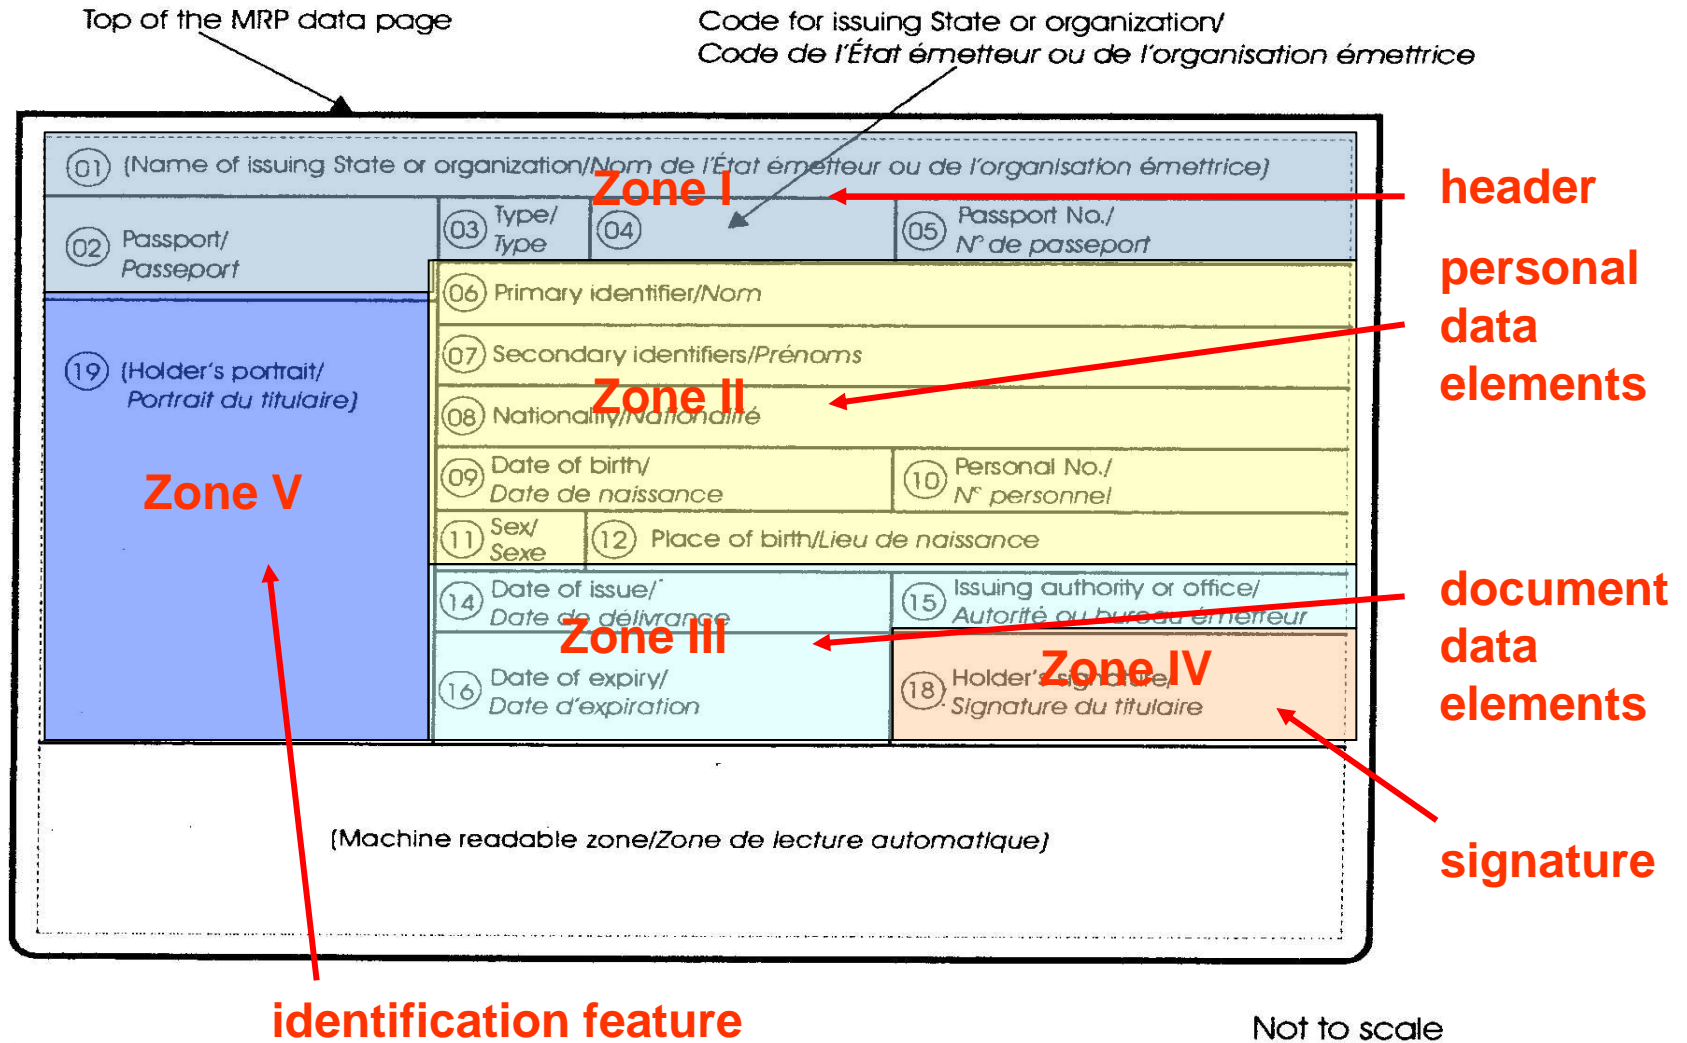 Top of the MRP data page
Code for issuing State or organization/
Code de l'État émetteur ou de l'organisation émettrice
01 (Name of issuing State or organization/Nom de l'État émetteur ou de l'organisation émettrice)
Zone I
header
02 Passport/
Passeport
03 Type/
Type
04
05 Passport No./
N° de passeport
06 Primary identifier/Nom
personal
data
elements
07 Secondary identifiers/Prénoms
Zone II
08 Nationality/Nationalité
19 (Holder's portrait/
Portrait du titulaire)
Zone V
09 Date of birth/
Date de naissance
10 Personal No./
N° personnel
11 Sex/
Sexe
12 Place of birth/Lieu de naissance
14 Date of issue/
Date de délivrance
15 Issuing authority or office/
Autorité ou bureau émetteur
Zone III
document
data
elements
16 Date of expiry/
Date d'expiration
Zone IV
18 Holder's signature/
Signature du titulaire
(Machine readable zone/Zone de lecture automatique)
signature
identification feature
Not to scale